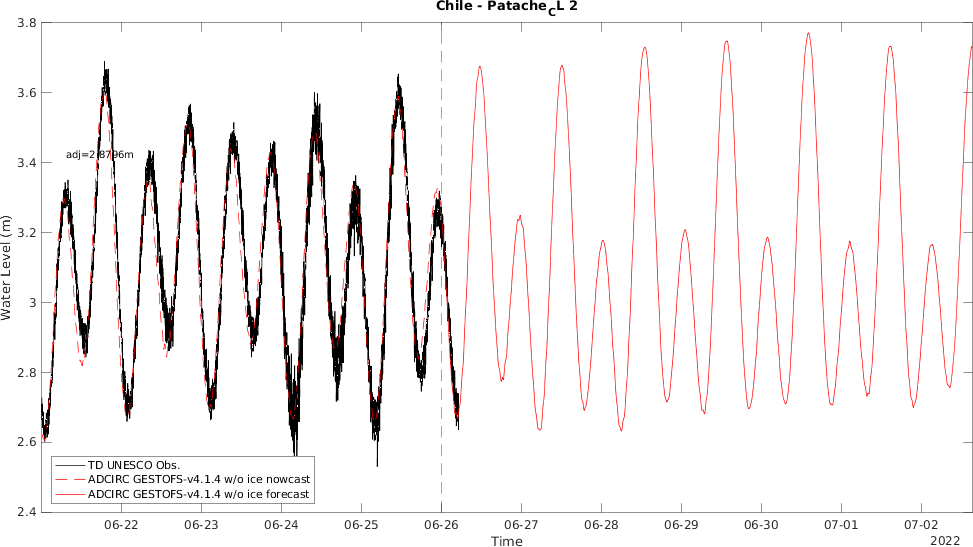 Chile - Patache_CL 2
3.8
3.6
3.4
3.2
3
2.8
2.6
2.4
Water Level (m)
adj=2.8796m
TD UNESCO Obs.
ADCIRC GESTOFS-v4.1.4 w/o ice nowcast
ADCIRC GESTOFS-v4.1.4 w/o ice forecast
06-22 06-23 06-24 06-25 06-26 06-27 06-28 06-29 06-30 07-01 07-02
Time
2022